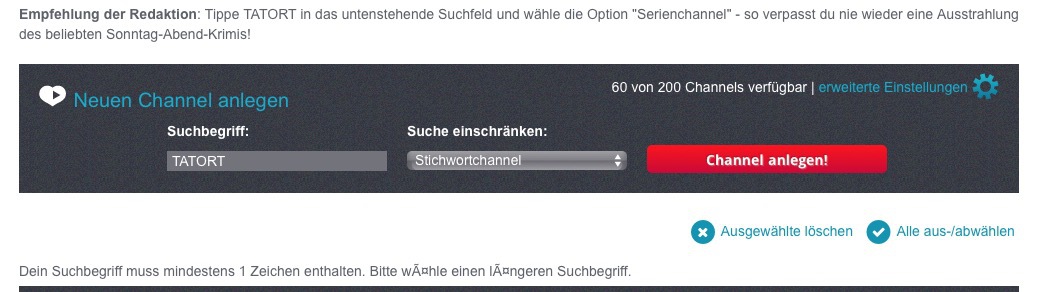 Empfehlung der Redaktion: Tippe TATORT in das untenstehende Suchfeld und wähle die Option "Serienchannel" - so verpasst du nie wieder eine Ausstrahlung
des beliebten Sonntag-Abend-Krimis!
60 von 200 Channels verfügbar | erweiterte Einstellungen
Neuen Channel anlegen
Suchbegriff: Suche einschränken:
TATORT Stichwortchannel Channel anlegen!
Ausgewählte löschen Alle aus-/abwählen
Dein Suchbegriff muss mindestens 1 Zeichen enthalten. Bitte wÃ¤hle einen lÃ¤ngeren Suchbegriff.